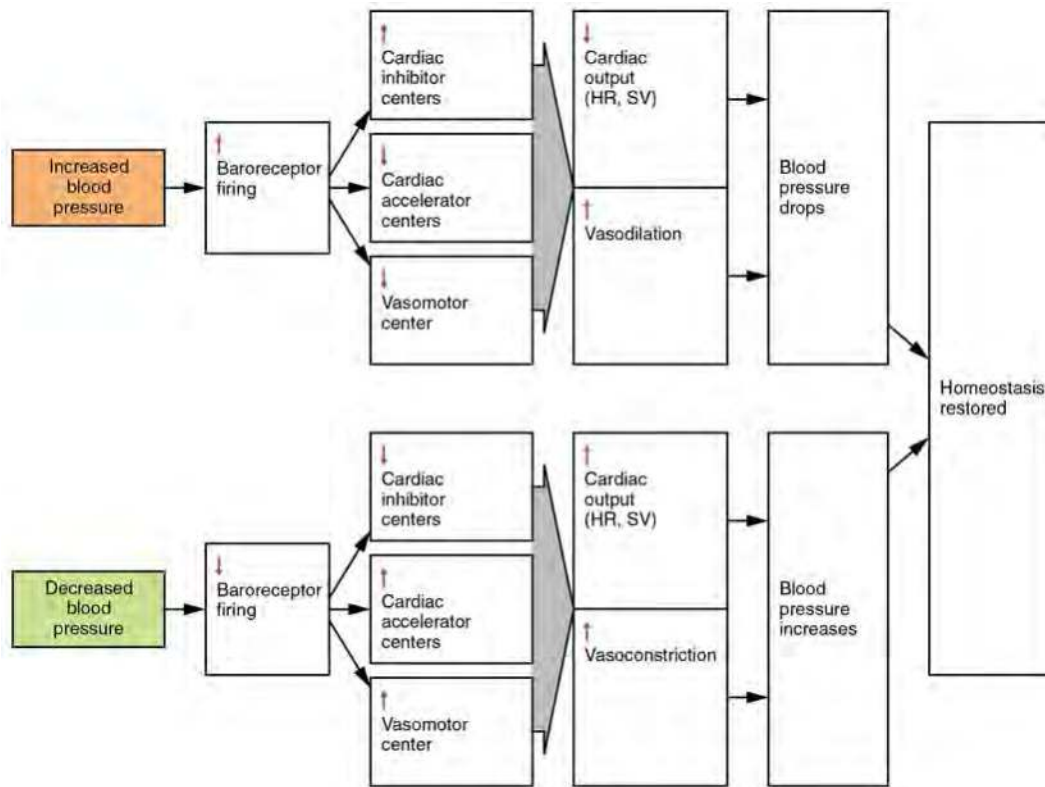 Increased
blood
pressure
↑
Baroreceptor
firing
↑
Cardiac
inhibitor
centers
↓
Cardiac
accelerator
centers
↓
Vasomotor
center
↓
Cardiac
output
(HR, SV)
↑
Vasodilation
Blood
pressure
drops
Homeostasis
restored
Decreased
blood
pressure
↓
Baroreceptor
firing
↓
Cardiac
inhibitor
centers
↑
Cardiac
accelerator
centers
↑
Vasomotor
center
↑
Cardiac
output
(HR, SV)
↑
Vasoconstriction
Blood
pressure
increases